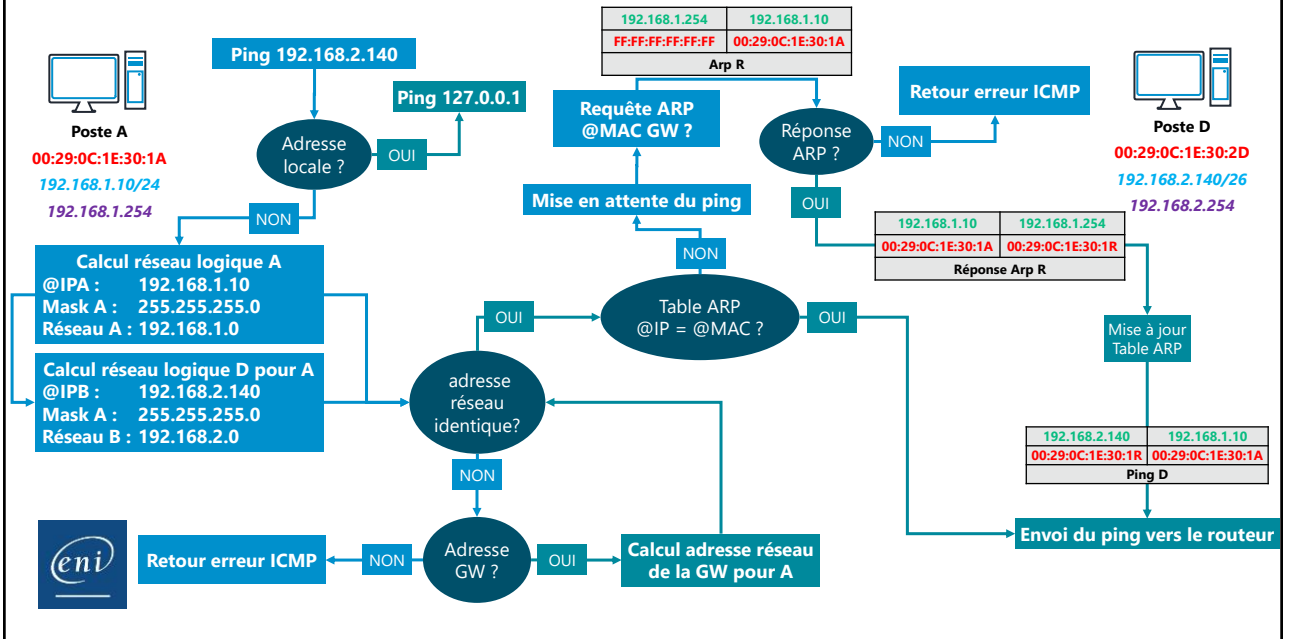 192.168.1.254 192.168.1.10
FF:FF:FF:FF:FF:FF 00:29:0C:1E:30:1A
Arp R
Ping 192.168.2.140
Ping 127.0.0.1
Requête ARP
@MAC GW ?
Retour erreur ICMP
Poste A
00:29:0C:1E:30:1A
192.168.1.10/24
192.168.1.254
Adresse
locale ?
OUI
Réponse
ARP ?
NON
Poste D
00:29:0C:1E:30:2D
192.168.2.140/26
192.168.2.254
NON
Mise en attente du ping
OUI
192.168.1.10 192.168.1.254
00:29:0C:1E:30:1A 00:29:0C:1E:30:1R
Réponse Arp R
Calcul réseau logique A
@IPA : 192.168.1.10
Mask A : 255.255.255.0
Réseau A : 192.168.1.0
NON
OUI
Table ARP
@IP = @MAC ?
OUI
Mise à jour
Table ARP
Calcul réseau logique D pour A
@IPB : 192.168.2.140
Mask A : 255.255.255.0
Réseau B : 192.168.2.0
adresse
réseau
identique?
192.168.2.140 192.168.1.10
00:29:0C:1E:30:1R 00:29:0C:1E:30:1A
Ping D
NON
Envoi du ping vers le routeur
eni
Retour erreur ICMP
NON
Adresse
GW ?
OUI
Calcul adresse réseau
de la GW pour A